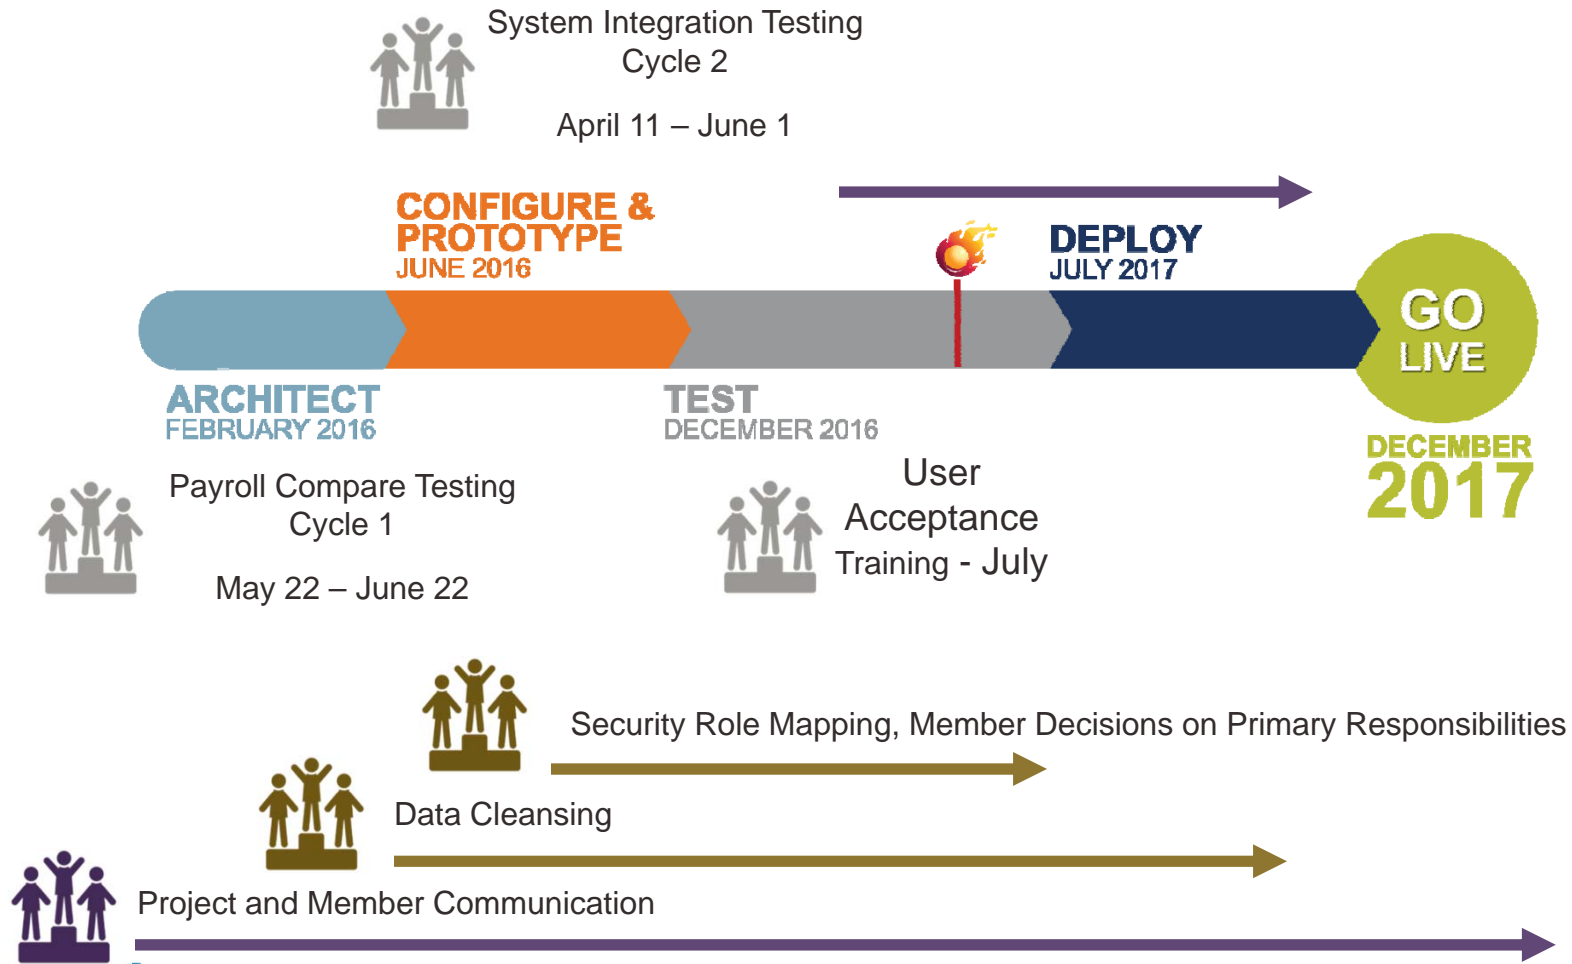 System Integration Testing
Cycle 2
April 11 – June 1
CONFIGURE &
PROTOTYPE
JUNE 2016
DEPLOY
JULY 2017
GO
LIVE
ARCHITECT
FEBRUARY 2016
TEST
DECEMBER 2016
DECEMBER
2017
Payroll Compare Testing
Cycle 1
May 22 – June 22
User
Acceptance
Training - July
Security Role Mapping, Member Decisions on Primary Responsibilities
Data Cleansing
Project and Member Communication